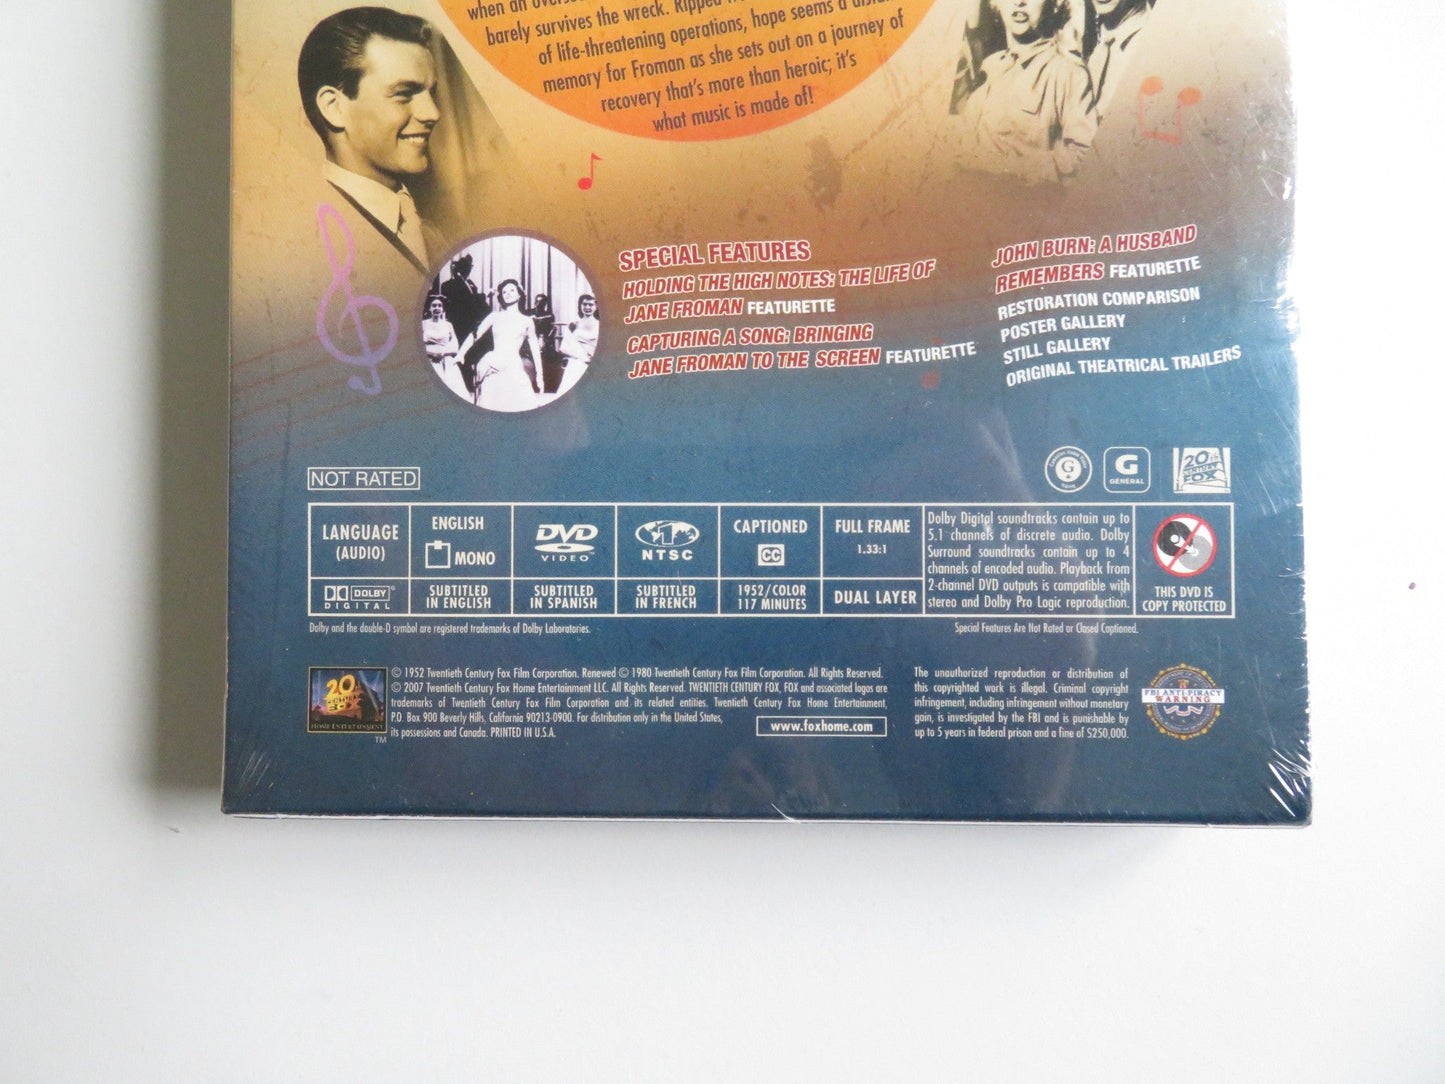 when an overse
barely survives the wreck. Ripped
of life-threatening operations, hope seems a
memory for Froman as she sets out on a journey of
recovery that's more than heroic; it's
what music is made of!
SPECIAL FEATURES
HOLDING THE HIGH NOTES: THE LIFE OF
JANE FROMAN FEATURETTE
CAPTURING A SONG: BRINGING
JANE FROMAN TO THE SCREEN FEATURETTE
JOHN BURN: A HUSBAND
REMEMBERS FEATURETTE
RESTORATION COMPARISON
POSTER GALLERY
STILL GALLERY
ORIGINAL THEATRICAL TRAILERS
NOT RATED
G
G
GENERAL
20TH
CENTURY
FOX
LANGUAGE
(AUDIO)
ENGLISH
MONO
DVD
VIDEO
NTSC
CAPTIONED
CC
FULL FRAME
1.33:1
DOLBY
DIGITAL
SUBTITLED
IN ENGLISH
SUBTITLED
IN SPANISH
SUBTITLED
IN FRENCH
1952/COLOR
117 MINUTES
DUAL LAYER
Dolby Digital soundtracks contain up to
5.1 channels of discrete audio. Dolby
Surround soundtracks contain up to 4
channels of encoded audio. Playback from
2-channel DVD outputs is compatible with
stereo and Dolby Pro Logic reproduction.
THIS DVD IS
COPY PROTECTED
Dolby and the double-D symbol are registered trademarks of Dolby Laboratories.
Special Features Are Not Rated or Closed Captioned.
20TH
CENTURY
FOX
HOME ENTERTAINMENT
TM
© 1952 Twentieth Century Fox Film Corporation. Renewed © 1980 Twentieth Century Fox Film Corporation. All Rights Reserved.
© 2007 Twentieth Century Fox Home Entertainment LLC. All Rights Reserved. TWENTIETH CENTURY FOX, FOX and associated logos are
trademarks of Twentieth Century Fox Film Corporation and its related entities. Twentieth Century Fox Home Entertainment,
P.O. Box 900 Beverly Hills, California 90213-0900. For distribution only in the United States,
its possessions and Canada. PRINTED IN U.S.A.
www.foxhome.com
The unauthorized reproduction or distribution of
this copyrighted work is illegal. Criminal copyright
infringement, including infringement without monetary
gain, is investigated by the FBI and is punishable by
up to 5 years in federal prison and a fine of $250,000.
FBI ANTI-PIRACY
WARNING